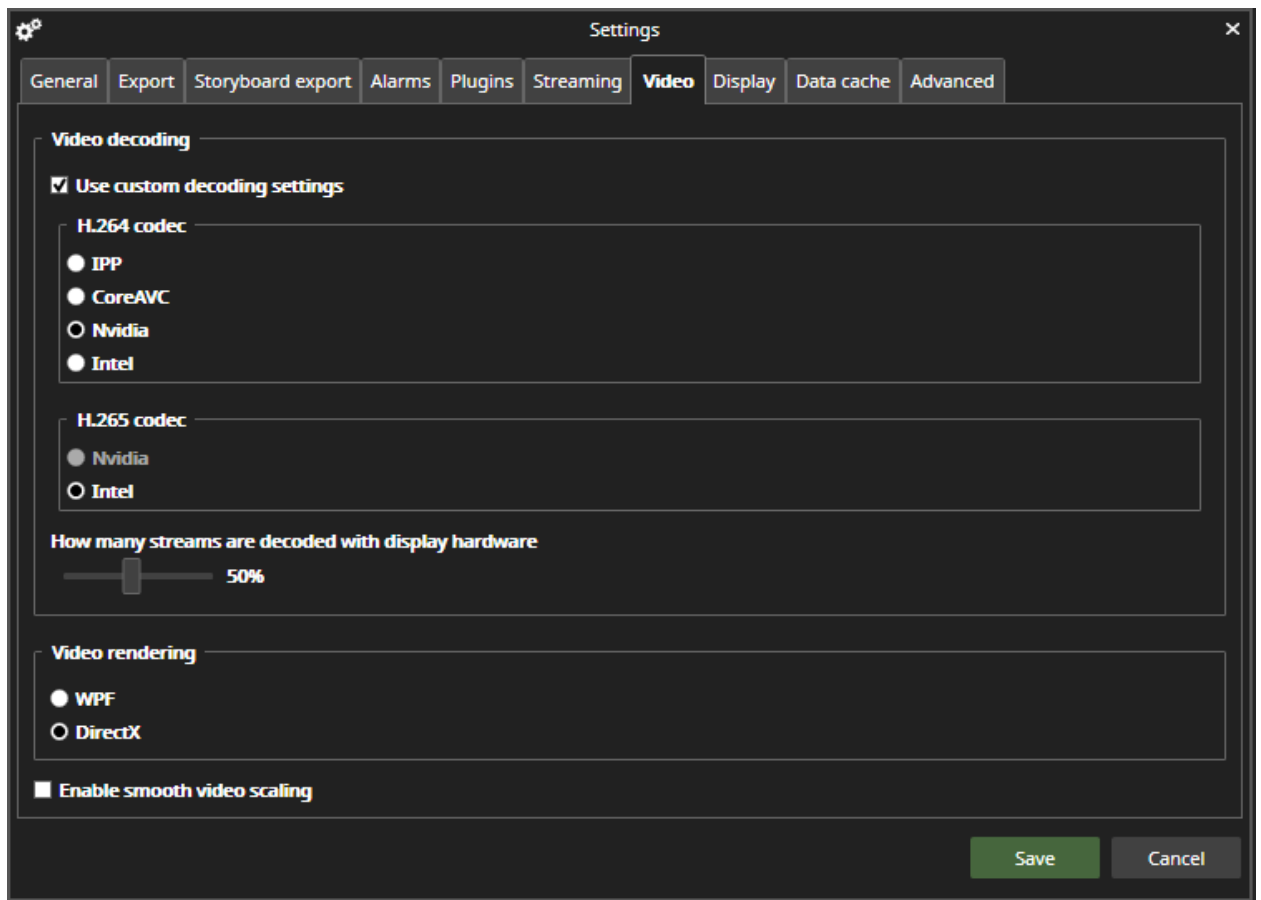 Settings
General Export Storyboard export Alarms Plugins Streaming Video Display Data cache Advanced
Video decoding
Use custom decoding settings
H.264 codec
IPP
CoreAVC
Nvidia
Intel
H.265 codec
Nvidia
Intel
How many streams are decoded with display hardware
50%
Video rendering
WPF
DirectX
Enable smooth video scaling
Save Cancel